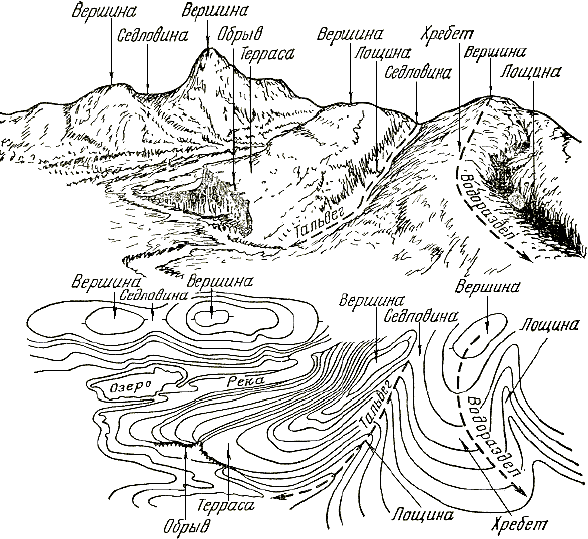 Вершина
Седловина
Вершина
Обрыв
Терраса
Вершина
Лощина
Седловина
Хребет
Вершина
Лощина
Тальвег
Водораздел
Вершина
Седловина
Вершина
Вершина
Седловина
Вершина
Лощина
Озеро
Река
Тальвег
Водораздел
Терраса
Обрыв
Лощина
Хребет